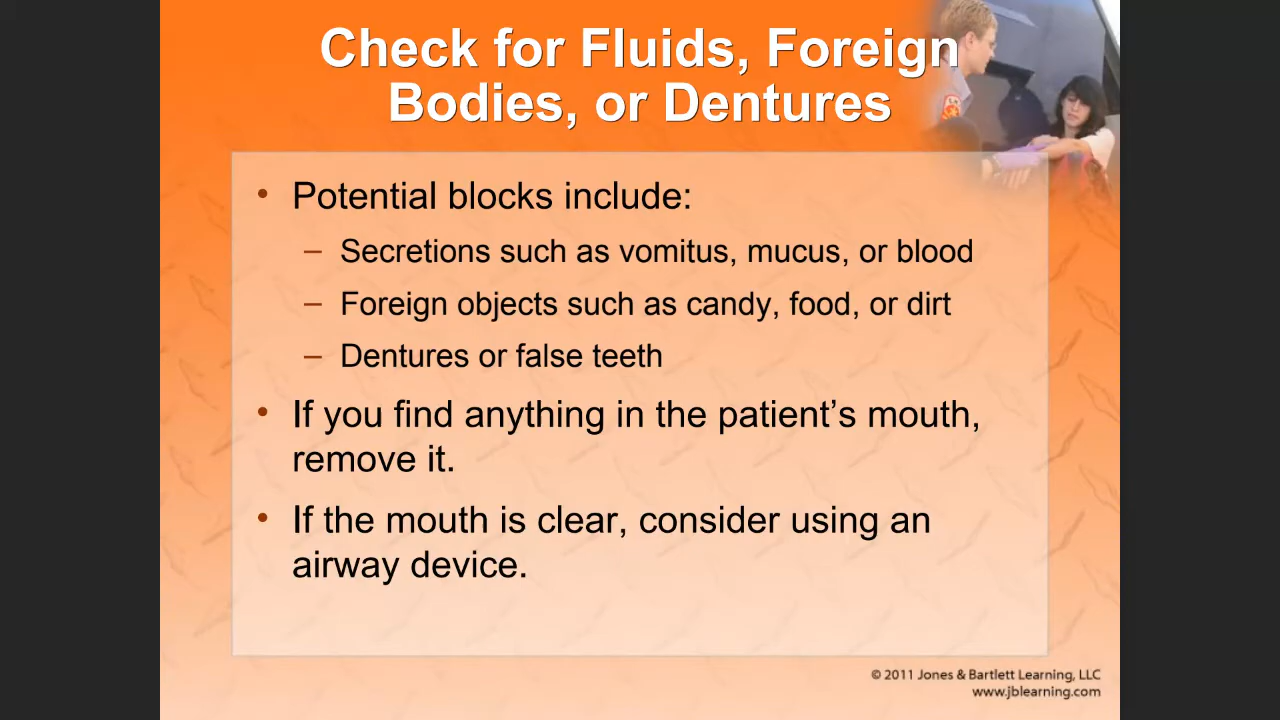 Check for Fluids, Foreign
Bodies, or Dentures
• Potential blocks include:
– Secretions such as vomitus, mucus, or blood
– Foreign objects such as candy, food, or dirt
– Dentures or false teeth
• If you find anything in the patient’s mouth,
remove it.
• If the mouth is clear, consider using an
airway device.
© 2011 Jones & Bartlett Learning, LLC
www.jblearning.com